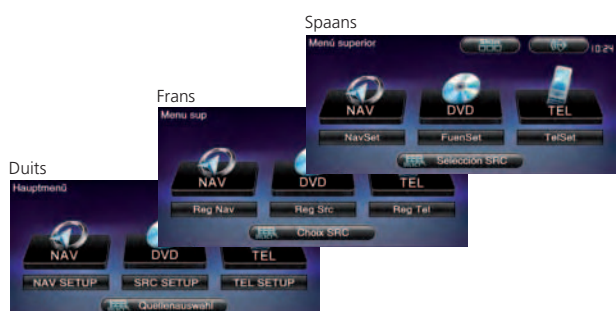 Spaans
Menú superior
10:24
NAV DVD TEL
NavSet FuenSet TelSet
Selección SRC
Frans
Menu sup
NAV DVD TEL
Reg Nav Reg Src Reg Tel
Choix SRC
Duits
Hauptmenü
NAV DVD TEL
NAV SETUP SRC SETUP TEL SETUP
Quellenauswahl